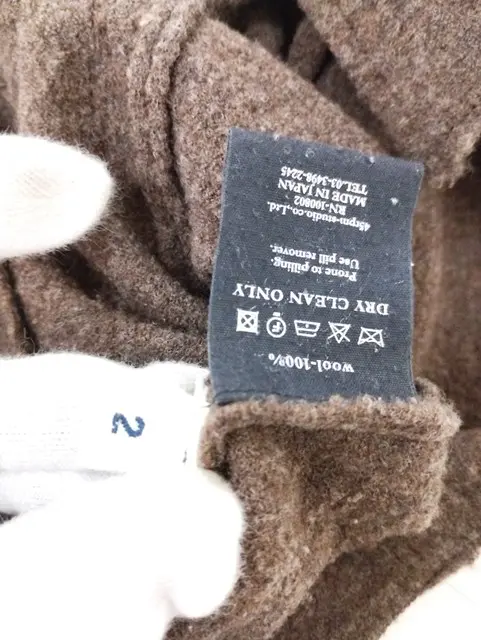 wool-100%
DRY CLEAN ONLY
Prone to pilling.
Use pill remover.
45rpm-studio.co.,Ltd.
RN-100802
MADE IN JAPAN
TEL.03-3498-2245
2